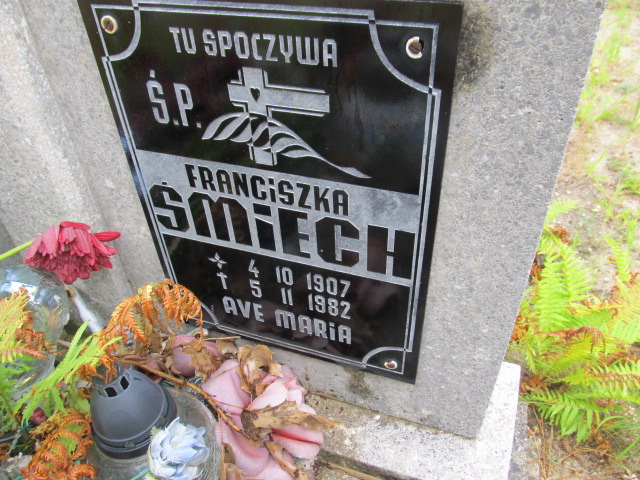 TU SPOCZYWA
Ś.P.
FRANCISZKA
ŚMIECH
4 10 1907
† 5 11 1982
AVE MARIA